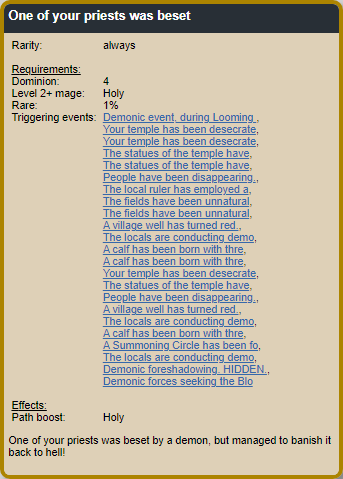 One of your priests was beset
Rarity: always
Requirements:
Dominion: 4
Level 2+ mage: Holy
Rare: 1%
Triggering events: Demonic event, during Looming ,
Your temple has been desecrate,
Your temple has been desecrate,
The statues of the temple have,
The statues of the temple have,
People have been disappearing.,
The local ruler has employed a,
The fields have been unnatural,
The fields have been unnatural,
A village well has turned red.,
The locals are conducting demo,
A calf has been born with thre,
A calf has been born with thre,
Your temple has been desecrate,
The statues of the temple have,
People have been disappearing.,
A village well has turned red.,
The locals are conducting demo,
A calf has been born with thre,
A Summoning Circle has been fo,
The locals are conducting demo,
Demonic foreshadowing. HIDDEN.,
Demonic forces seeking the Blo
Effects:
Path boost: Holy
One of your priests was beset by a demon, but managed to banish it
back to hell!